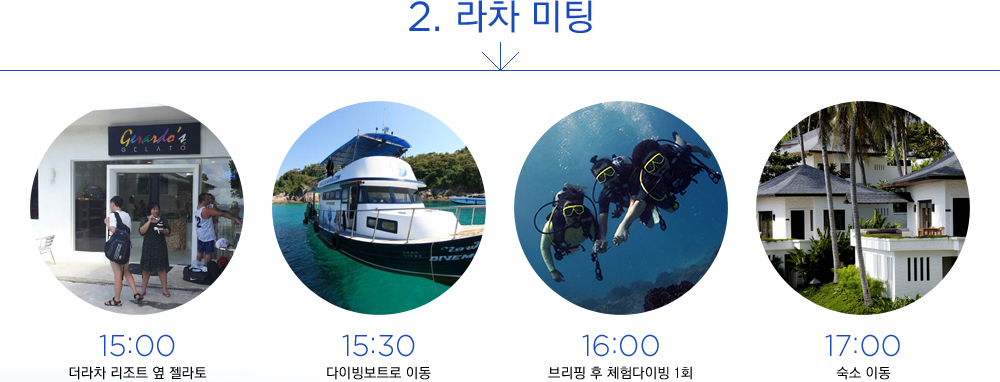 2. 라차 미팅
Gerardo's
GELATO
15:00
더라차 리조트 옆 젤라토
15:30
다이빙보트로 이동
16:00
브리핑 후 체험다이빙 1회
17:00
숙소 이동